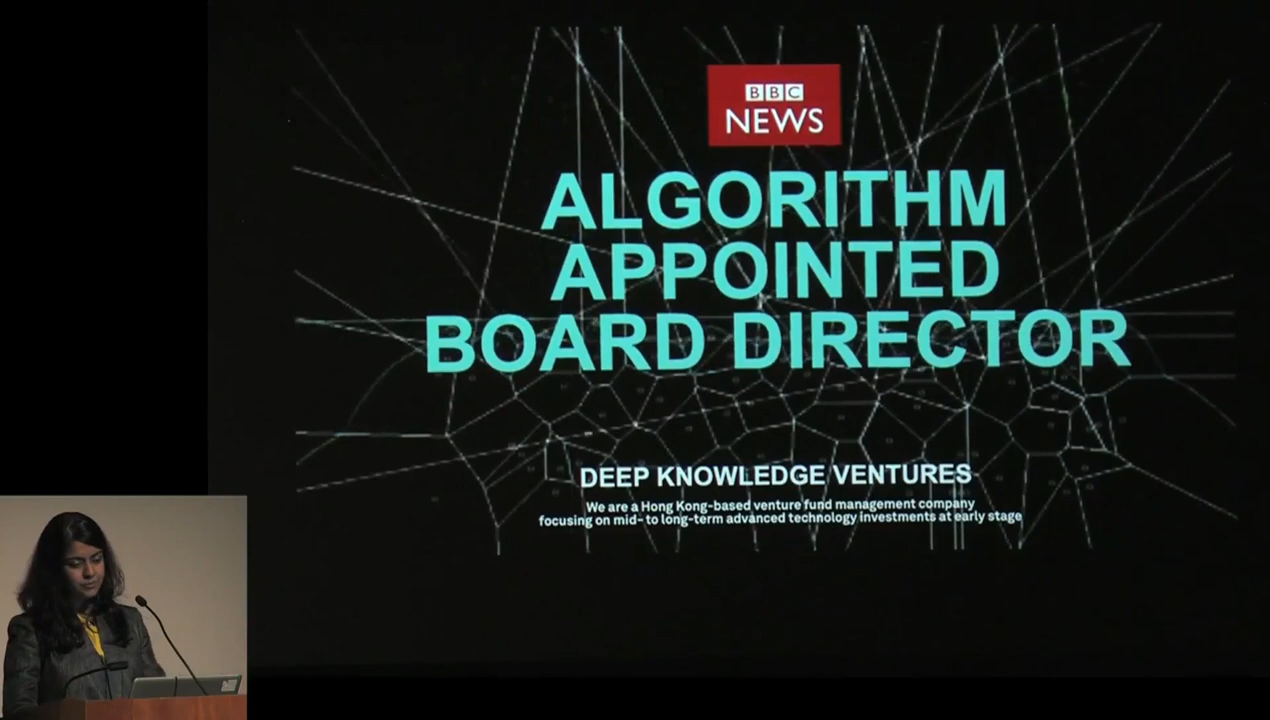 BBC
NEWS
ALGORITHM
APPOINTED
BOARD DIRECTOR
DEEP KNOWLEDGE VENTURES
We are a Hong Kong-based venture fund management company
focusing on mid- to long-term advanced technology investments at early stage